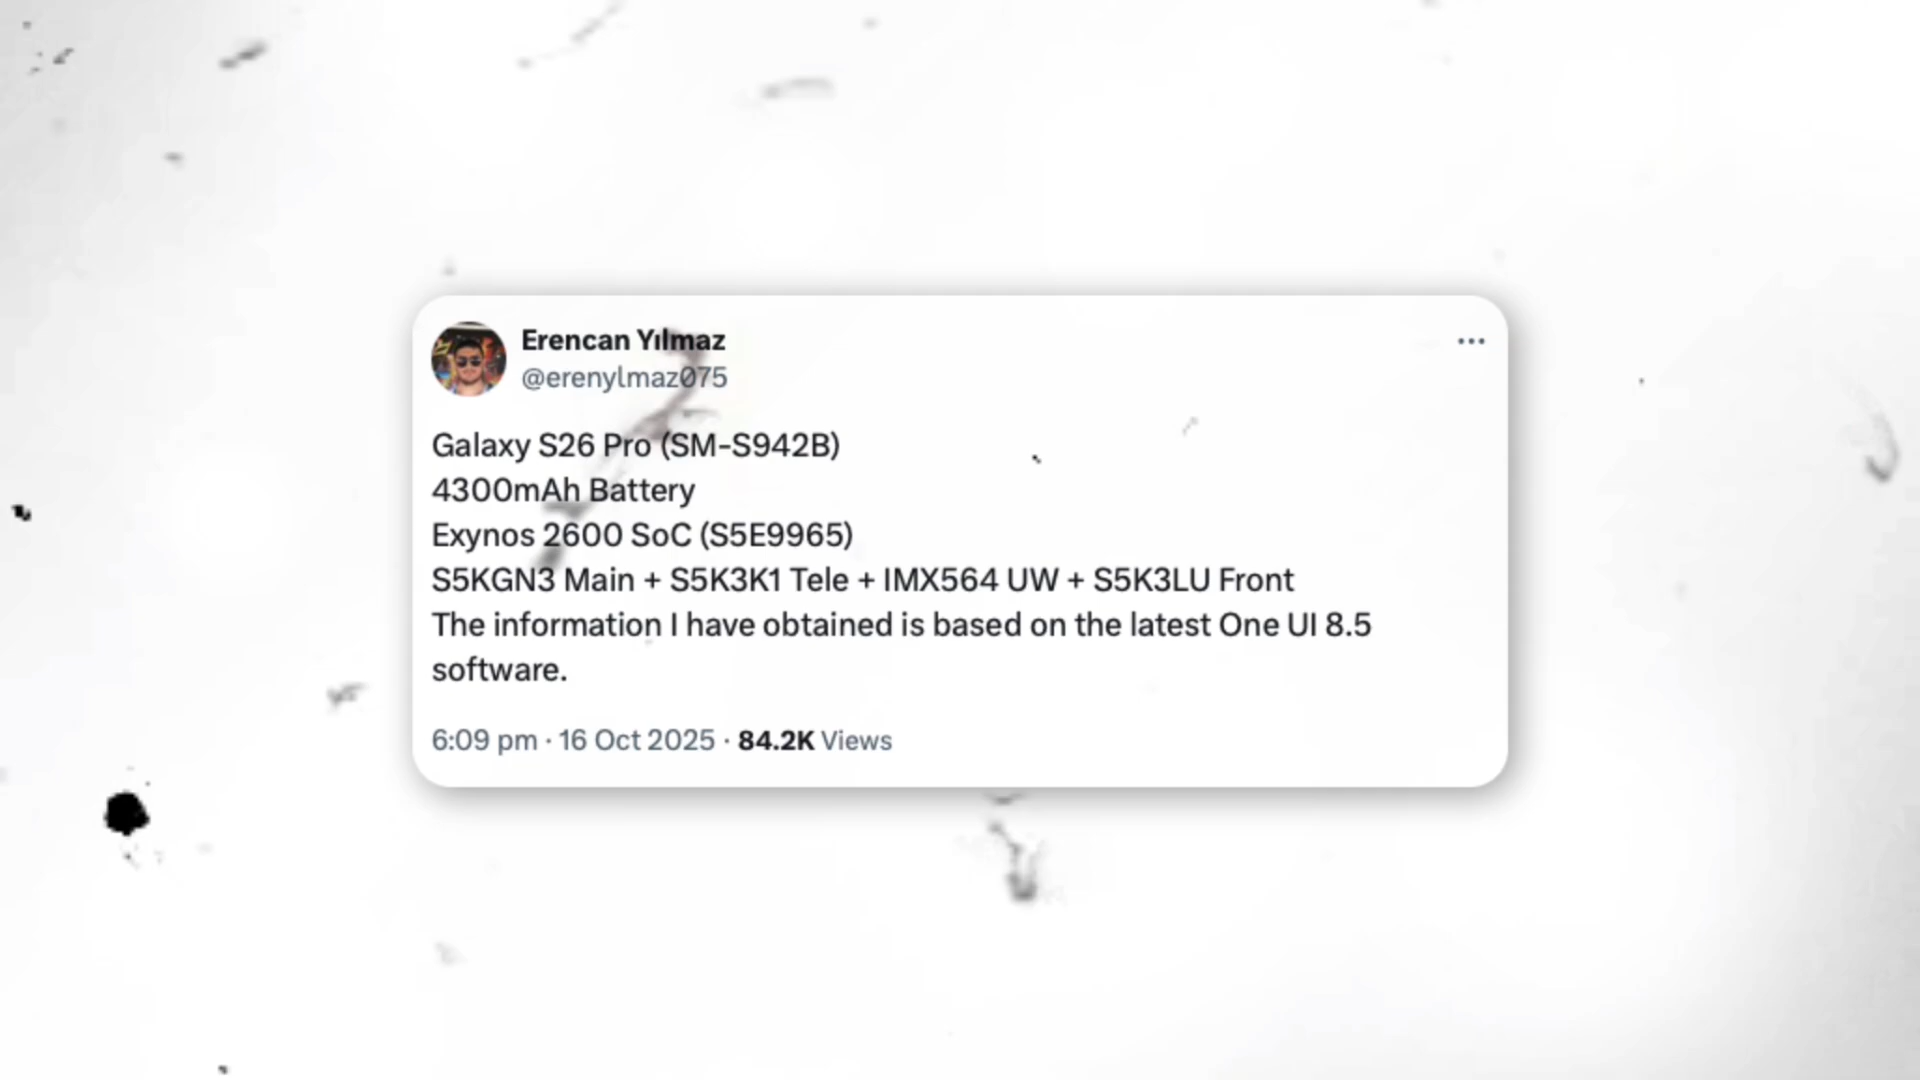 Erencan Yılmaz
@erenylmaz075
Galaxy S26 Pro (SM-S942B)
4300mAh Battery
Exynos 2600 SoC (S5E9965)
S5KGN3 Main + S5K3K1 Tele + IMX564 UW + S5K3LU Front
The information I have obtained is based on the latest One UI 8.5
software.
6:09 pm · 16 Oct 2025 · 84.2K Views